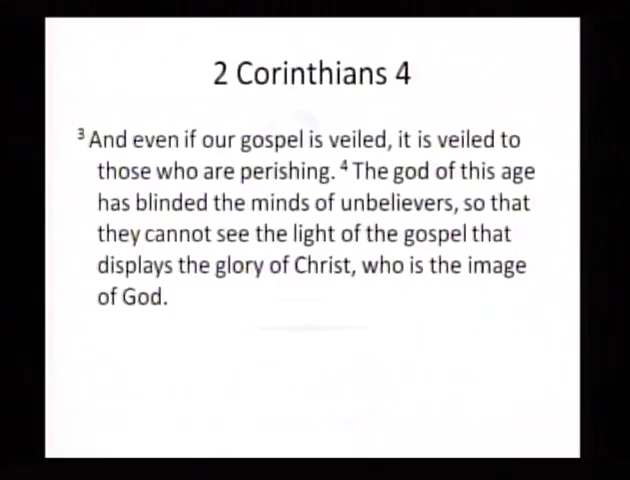 2 Corinthians 4
³ And even if our gospel is veiled, it is veiled to
those who are perishing. ⁴ The god of this age
has blinded the minds of unbelievers, so that
they cannot see the light of the gospel that
displays the glory of Christ, who is the image
of God.